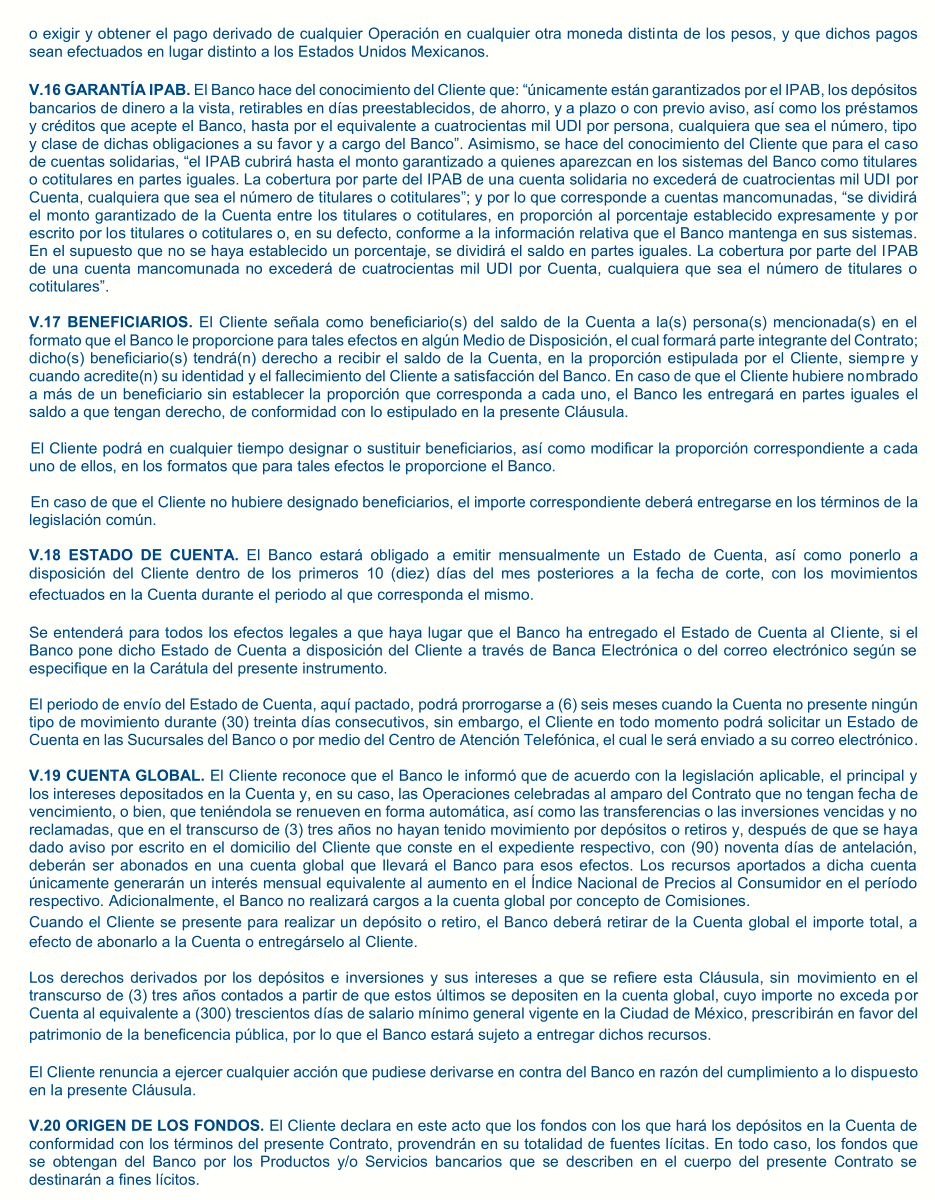 o exigir y obtener el pago derivado de cualquier Operación en cualquier otra moneda distinta de los pesos, y que dichos pagos
sean efectuados en lugar distinto a los Estados Unidos Mexicanos.
V.16 GARANTÍA IPAB. El Banco hace del conocimiento del Cliente que: “únicamente están garantizados por el IPAB, los depósitos
bancarios de dinero a la vista, retirables en días preestablecidos, de ahorro, y a plazo o con previo aviso, así como los préstamos
y créditos que acepte el Banco, hasta por el equivalente a cuatrocientas mil UDI por persona, cualquiera que sea el número, tipo
y clase de dichas obligaciones a su favor y a cargo del Banco”. Asimismo, se hace del conocimiento del Cliente que para el caso
de cuentas solidarias, “el IPAB cubrirá hasta el monto garantizado a quienes aparezcan en los sistemas del Banco como titulares
o cotitulares en partes iguales. La cobertura por parte del IPAB de una cuenta solidaria no excederá de cuatrocientas mil UDI por
Cuenta, cualquiera que sea el número de titulares o cotitulares”; y por lo que corresponde a cuentas mancomunadas, “se dividirá
el monto garantizado de la Cuenta entre los titulares o cotitulares, en proporción al porcentaje establecido expresamente y por
escrito por los titulares o cotitulares o, en su defecto, conforme a la información relativa que el Banco mantenga en sus sistemas.
En el supuesto que no se haya establecido un porcentaje, se dividirá el saldo en partes iguales. La cobertura por parte del IPAB
de una cuenta mancomunada no excederá de cuatrocientas mil UDI por Cuenta, cualquiera que sea el número de titulares o
cotitulares”.
V.17 BENEFICIARIOS. El Cliente señala como beneficiario(s) del saldo de la Cuenta a la(s) persona(s) mencionada(s) en el
formato que el Banco le proporcione para tales efectos en algún Medio de Disposición, el cual formará parte integrante del Contrato;
dicho(s) beneficiario(s) tendrá(n) derecho a recibir el saldo de la Cuenta, en la proporción estipulada por el Cliente, siempre y
cuando acredite(n) su identidad y el fallecimiento del Cliente a satisfacción del Banco. En caso de que el Cliente hubiere nombrado
a más de un beneficiario sin establecer la proporción que corresponda a cada uno, el Banco les entregará en partes iguales el
saldo a que tengan derecho, de conformidad con lo estipulado en la presente Cláusula.
El Cliente podrá en cualquier tiempo designar o sustituir beneficiarios, así como modificar la proporción correspondiente a cada
uno de ellos, en los formatos que para tales efectos le proporcione el Banco.
En caso de que el Cliente no hubiere designado beneficiarios, el importe correspondiente deberá entregarse en los términos de la
legislación común.
V.18 ESTADO DE CUENTA. El Banco estará obligado a emitir mensualmente un Estado de Cuenta, así como ponerlo a
disposición del Cliente dentro de los primeros 10 (diez) días del mes posteriores a la fecha de corte, con los movimientos
efectuados en la Cuenta durante el periodo al que corresponda el mismo.
Se entenderá para todos los efectos legales a que haya lugar que el Banco ha entregado el Estado de Cuenta al Cliente, si el
Banco pone dicho Estado de Cuenta a disposición del Cliente a través de Banca Electrónica o del correo electrónico según se
especifique en la Carátula del presente instrumento.
El periodo de envío del Estado de Cuenta, aquí pactado, podrá prorrogarse a (6) seis meses cuando la Cuenta no presente ningún
tipo de movimiento durante (30) treinta días consecutivos, sin embargo, el Cliente en todo momento podrá solicitar un Estado de
Cuenta en las Sucursales del Banco o por medio del Centro de Atención Telefónica, el cual le será enviado a su correo electrónico.
V.19 CUENTA GLOBAL. El Cliente reconoce que el Banco le informó que de acuerdo con la legislación aplicable, el principal y
los intereses depositados en la Cuenta y, en su caso, las Operaciones celebradas al amparo del Contrato que no tengan fecha de
vencimiento, o bien, que teniéndola se renueven en forma automática, así como las transferencias o las inversiones vencidas y no
reclamadas, que en el transcurso de (3) tres años no hayan tenido movimiento por depósitos o retiros y, después de que se haya
dado aviso por escrito en el domicilio del Cliente que conste en el expediente respectivo, con (90) noventa días de antelación,
deberán ser abonados en una cuenta global que llevará el Banco para esos efectos. Los recursos aportados a dicha cuenta
únicamente generarán un interés mensual equivalente al aumento en el Índice Nacional de Precios al Consumidor en el período
respectivo. Adicionalmente, el Banco no realizará cargos a la cuenta global por concepto de Comisiones.
Cuando el Cliente se presente para realizar un depósito o retiro, el Banco deberá retirar de la Cuenta global el importe total, a
efecto de abonarlo a la Cuenta o entregárselo al Cliente.
Los derechos derivados por los depósitos e inversiones y sus intereses a que se refiere esta Cláusula, sin movimiento en el
transcurso de (3) tres años contados a partir de que estos últimos se depositen en la cuenta global, cuyo importe no exceda por
Cuenta al equivalente a (300) trescientos días de salario mínimo general vigente en la Ciudad de México, prescribirán en favor del
patrimonio de la beneficencia pública, por lo que el Banco estará sujeto a entregar dichos recursos.
El Cliente renuncia a ejercer cualquier acción que pudiese derivarse en contra del Banco en razón del cumplimiento a lo dispuesto
en la presente Cláusula.
V.20 ORIGEN DE LOS FONDOS. El Cliente declara en este acto que los fondos con los que hará los depósitos en la Cuenta de
conformidad con los términos del presente Contrato, provendrán en su totalidad de fuentes lícitas. En todo caso, los fondos que
se obtengan del Banco por los Productos y/o Servicios bancarios que se describen en el cuerpo del presente Contrato se
destinarán a fines lícitos.